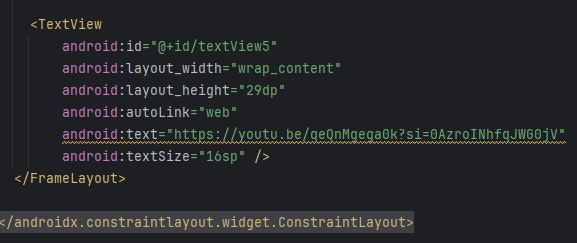 <TextView
android:id="@+id/textView5"
android:layout_width="wrap_content"
android:layout_height="29dp"
android:autoLink="web"
android:text="https://youtu.be/qeQnMgega0k?si=0AzroINhfqJWG0jV"
android:textSize="16sp" />
</FrameLayout>
</androidx.constraintlayout.widget.ConstraintLayout>